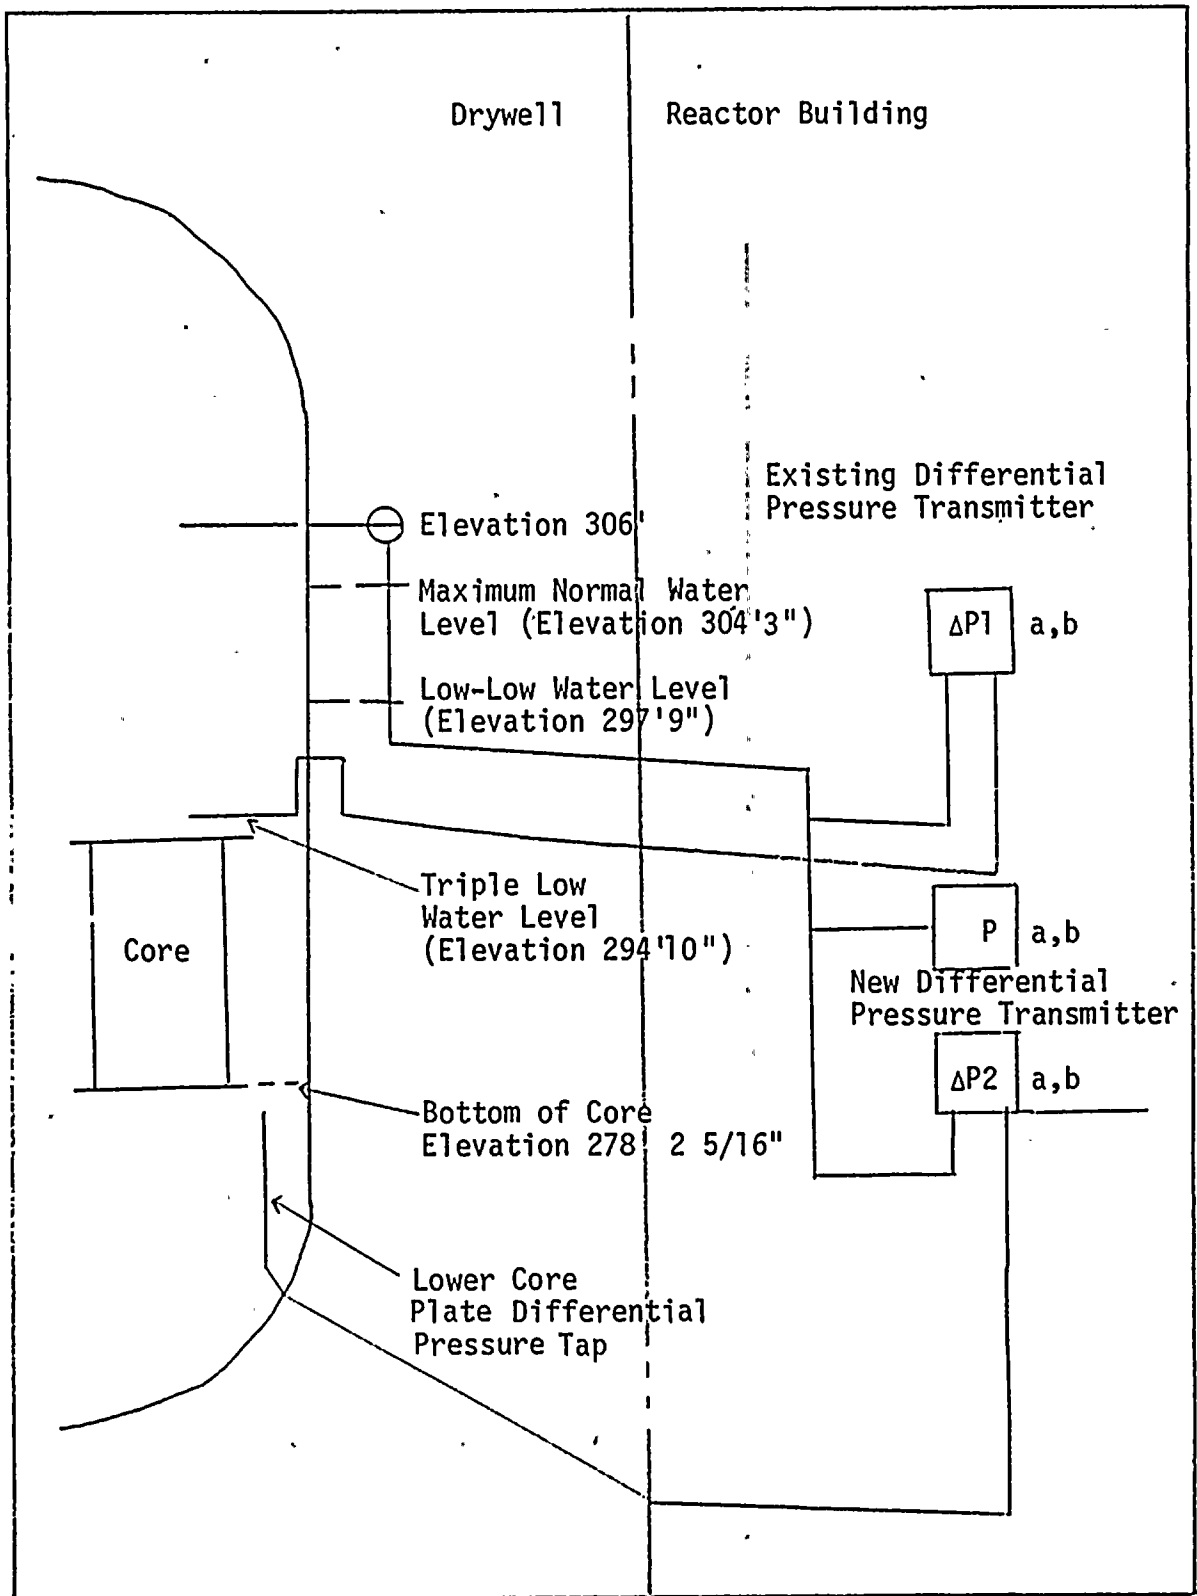 Drywell
Reactor Building
Existing Differential
Pressure Transmitter
Elevation 306'
Maximum Normal Water
Level (Elevation 304'3")
ΔP1
a,b
Low-Low Water Level
(Elevation 297'9")
Triple Low
Water Level
(Elevation 294'10")
Core
P
a,b
New Differential
Pressure Transmitter
ΔP2
a,b
Bottom of Core
Elevation 278' 2 5/16"
Lower Core
Plate Differential
Pressure Tap